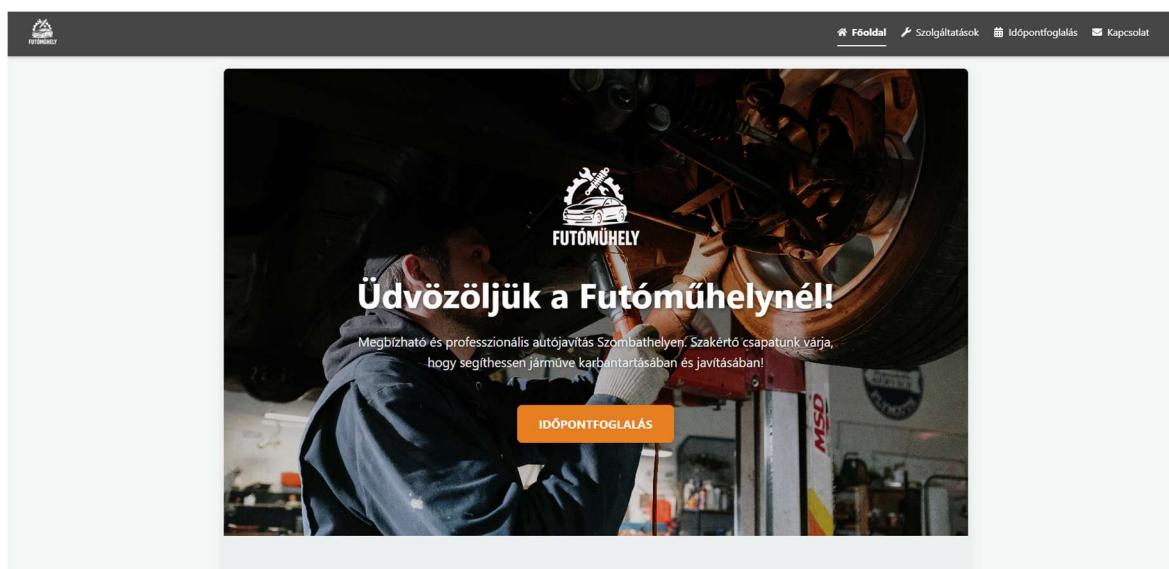 FUTÓMŰHELY
Főoldal
Szolgáltatások
Időpontfoglalás
Kapcsolat
FUTÓMŰHELY
Üdvözöljük a Futóműhelynél!
Megbízható és professzionális autójavítás Szombathelyen. Szakértő csapatunk várja,
hogy segíthessen járműve karbantartásában és javításában!
IDŐPONTFOGLALÁS
MSD